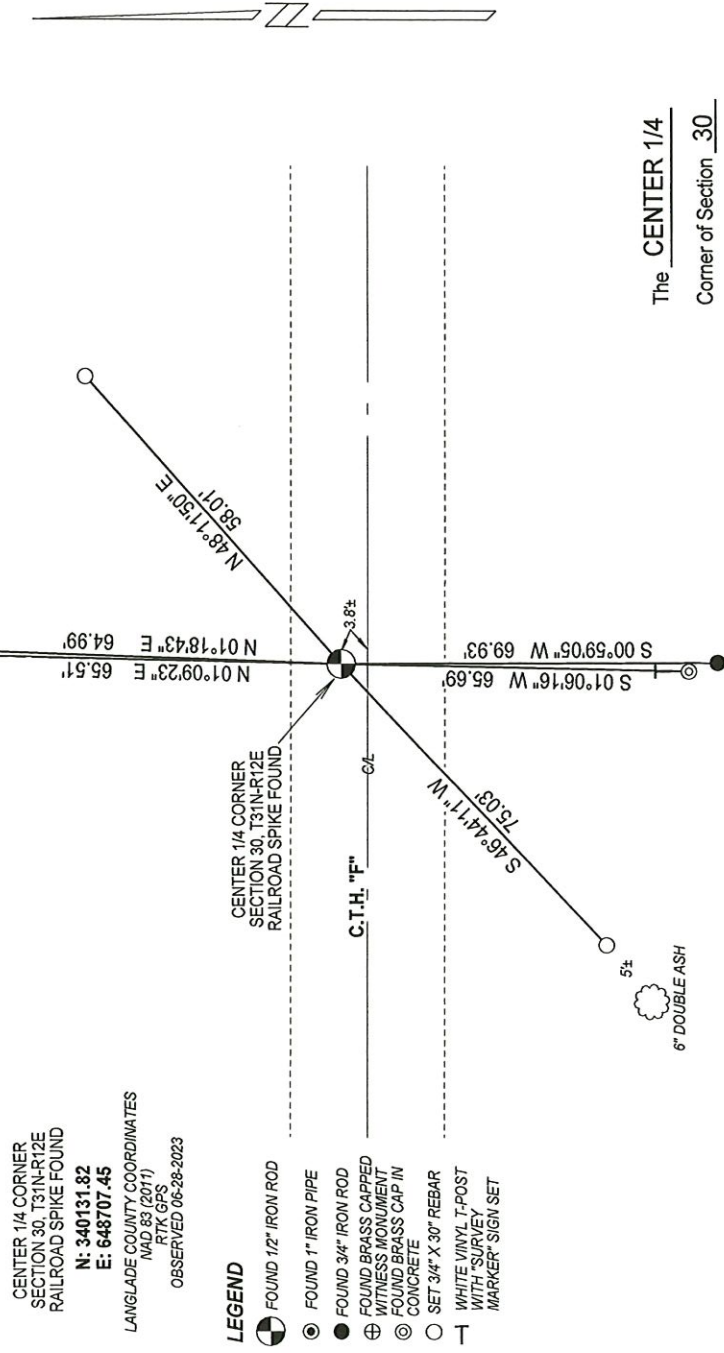 CENTER 1/4 CORNER
SECTION 30, T31N-R12E
RAILROAD SPIKE FOUND
N: 340131.82
E: 648707.45
LANGLADE COUNTY COORDINATES
NAD 83 (2011)
RTK GPS
OBSERVED 06-28-2023
LEGEND
FOUND 1/2" IRON ROD
FOUND 1" IRON PIPE
FOUND 3/4" IRON ROD
FOUND BRASS CAPPED
WITNESS MONUMENT
FOUND BRASS CAP IN
CONCRETE
SET 3/4" X 30" REBAR
WHITE VINYL T-POST
WITH "SURVEY
MARKER" SIGN SET
CENTER 1/4 CORNER
SECTION 30, T31N-R12E
RAILROAD SPIKE FOUND
N 01°09'23" E 65.51'
N 01°18'43" E 64.99'
N 48°11'50" E
58.01'
3.8'±
C/L
C.T.H. "F"
S 46°44'11" W
75.03'
S 01°06'16" W 65.69'
S 00°59'05" W 69.93'
5'±
6" DOUBLE ASH
The CENTER 1/4
Corner of Section 30
N